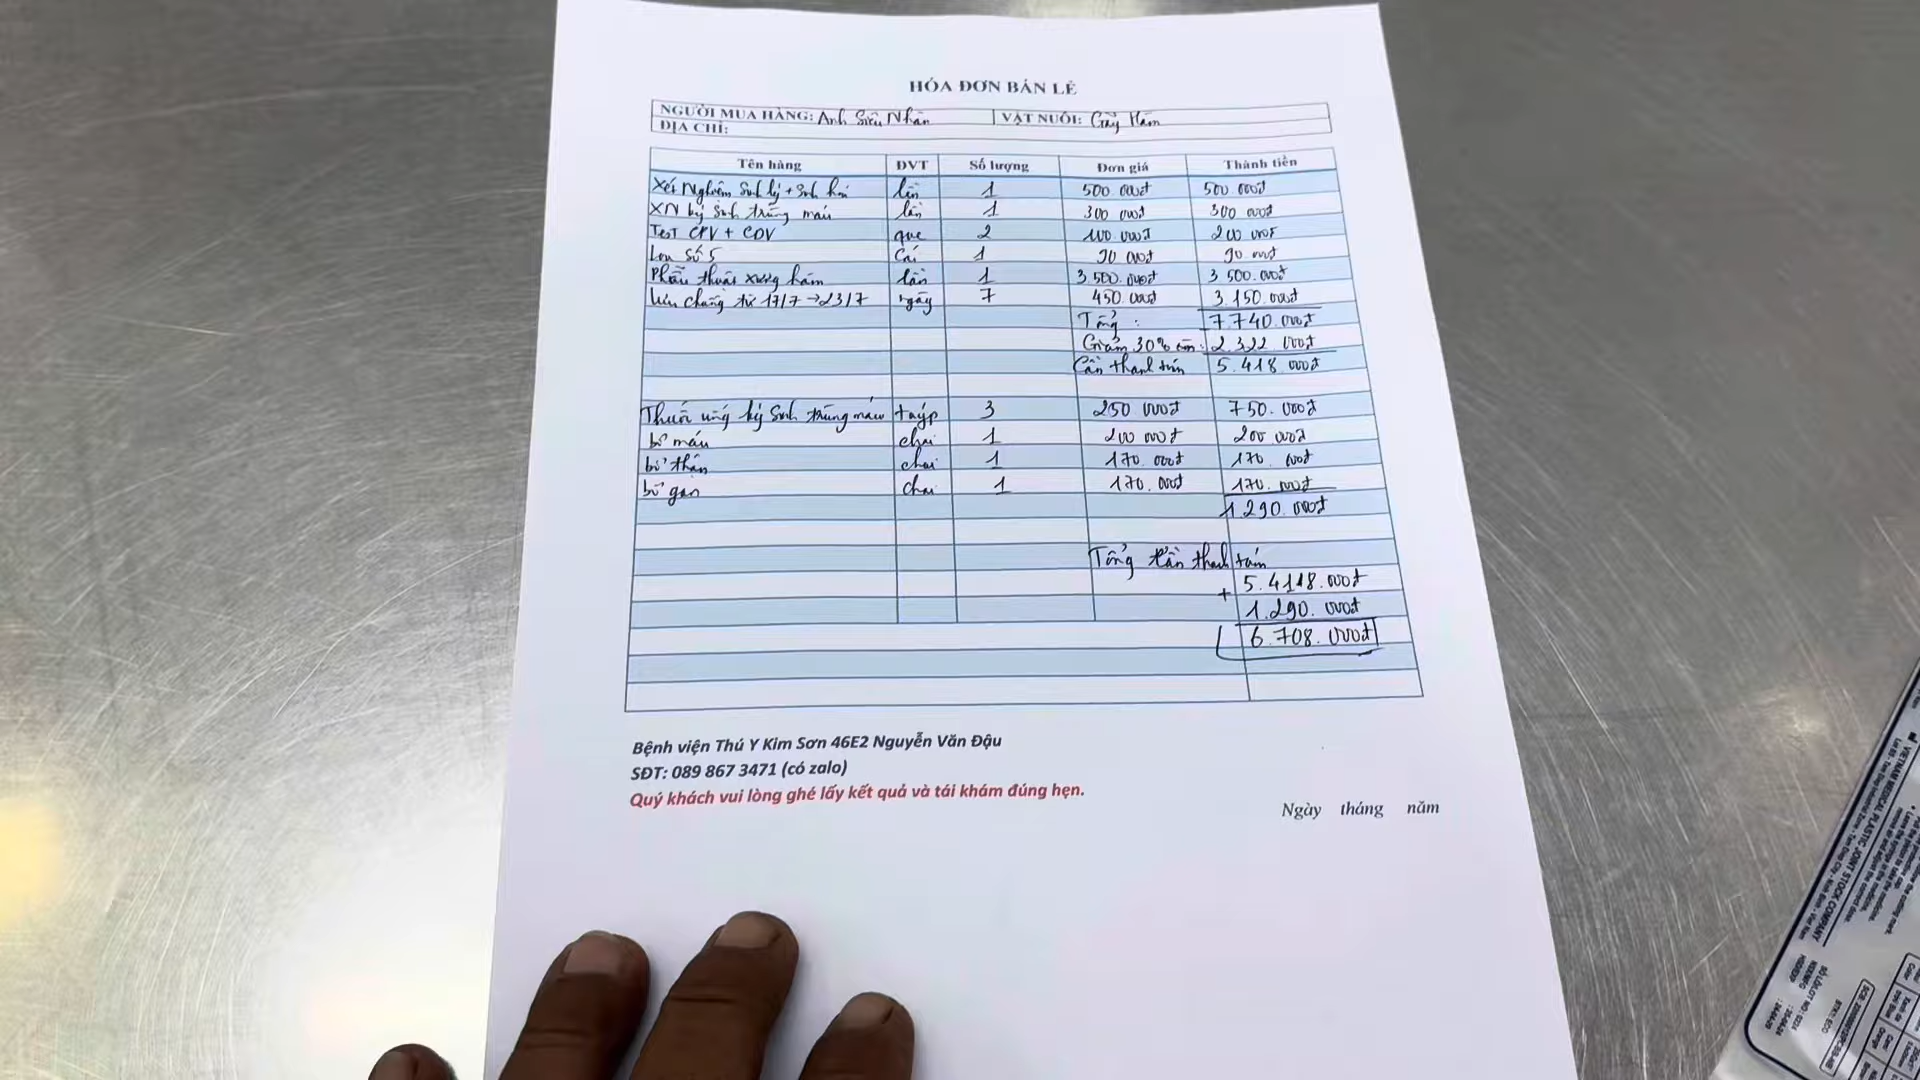 HÓA ĐƠN BÁN LẺ
NGƯỜI MUA HÀNG: Anh Siêu Nhân VẬT NUÔI: Gãy Hàm
ĐỊA CHỈ:
Tên hàng ĐVT Số lượng Đơn giá Thành tiền
Xét Nghiệm Sinh lý + Sinh hoá lần 1 500.000đ 500.000đ
XN ký sinh trùng máu lần 1 300 000đ 300 000đ
Test CPV + CDV que 2 100.000đ 200 000đ
Loa số 5 Cái 1 90 000đ 90.000đ
Phẫu thuật xương hàm lần 1 3.500.000đ 3 500.000đ
Lưu chuồng từ 17/7 → 23/7 ngày 7 450 000đ 3.150.000đ
Tổng: 7.740.000đ
Giảm 30% còn: 2.322 000đ
Cần thanh toán 5.418 000đ
Thuốc uống ký sinh trùng máu tuýp 3 250 000đ 750.000đ
bổ máu chai 1 200 000đ 200 000đ
bổ thận chai 1 170.000đ 170.000đ
bổ gan chai 1 170.000đ 170.000đ
1 290.000đ
Tổng cần thanh toán
5.4118.000đ
+
1.290.000đ
6.708.000đ
Bệnh viện Thú Y Kim Sơn 46E2 Nguyễn Văn Đậu
SĐT: 089 867 3471 (có zalo)
Quý khách vui lòng ghé lấy kết quả và tái khám đúng hẹn.
Ngày tháng năm
VIETNAM MEDICAL PLASTIC JOINT STOCK COMPANY